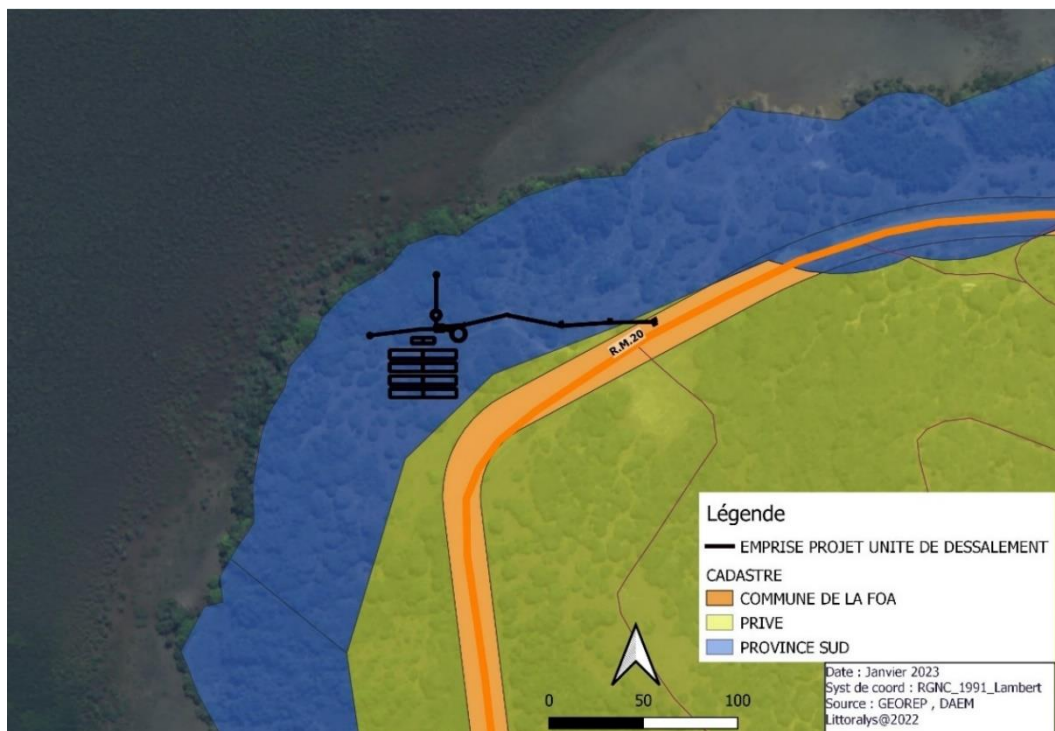 R.M.20
Légende
EMPRISE PROJET UNITE DE DESSALEMENT
CADASTRE
COMMUNE DE LA FOA
PRIVE
PROVINCE SUD
0 50 100
Date : Janvier 2023
Syst de coord : RGNC_1991_Lambert
Source : GEOREP , DAEM
Littoralys@2022